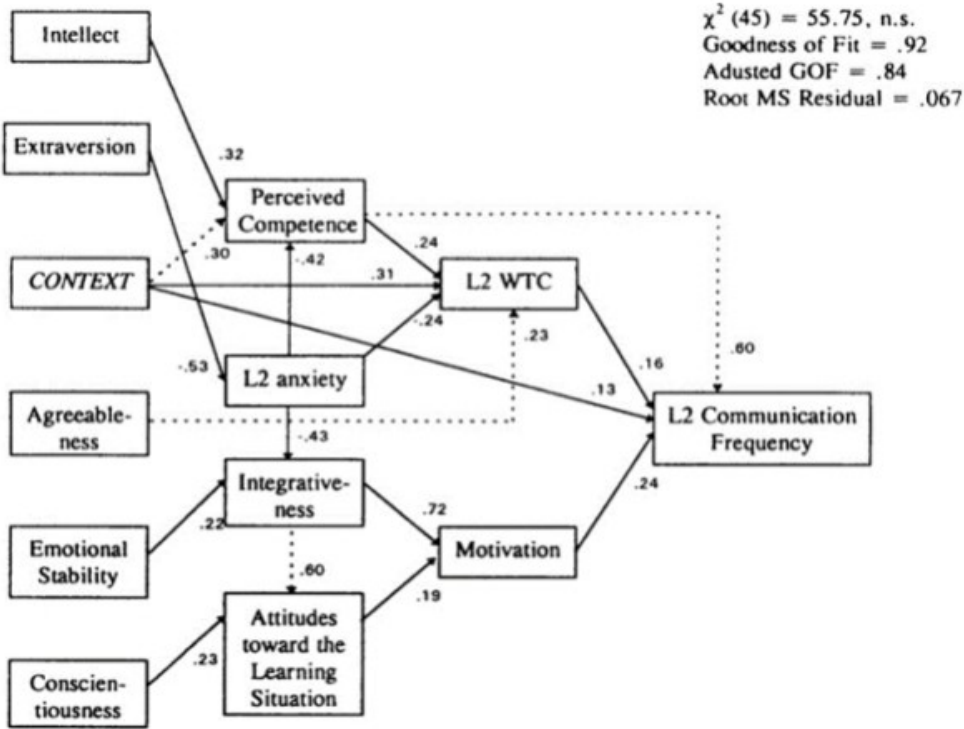 χ² (45) = 55.75, n.s.
Goodness of Fit = .92
Adusted GOF = .84
Root MS Residual = .067
Intellect
Extraversion
.32
Perceived
Competence
.30
-.42
.24
CONTEXT
.31
L2 WTC
-.24
.23
.60
-.53
L2 anxiety
.16
.13
Agreeable-
ness
L2 Communication
Frequency
-.43
Integrative-
ness
.22
.72
.24
Emotional
Stability
Motivation
.60
.19
Attitudes
toward the
Learning
Situation
.23
Conscien-
tiousness